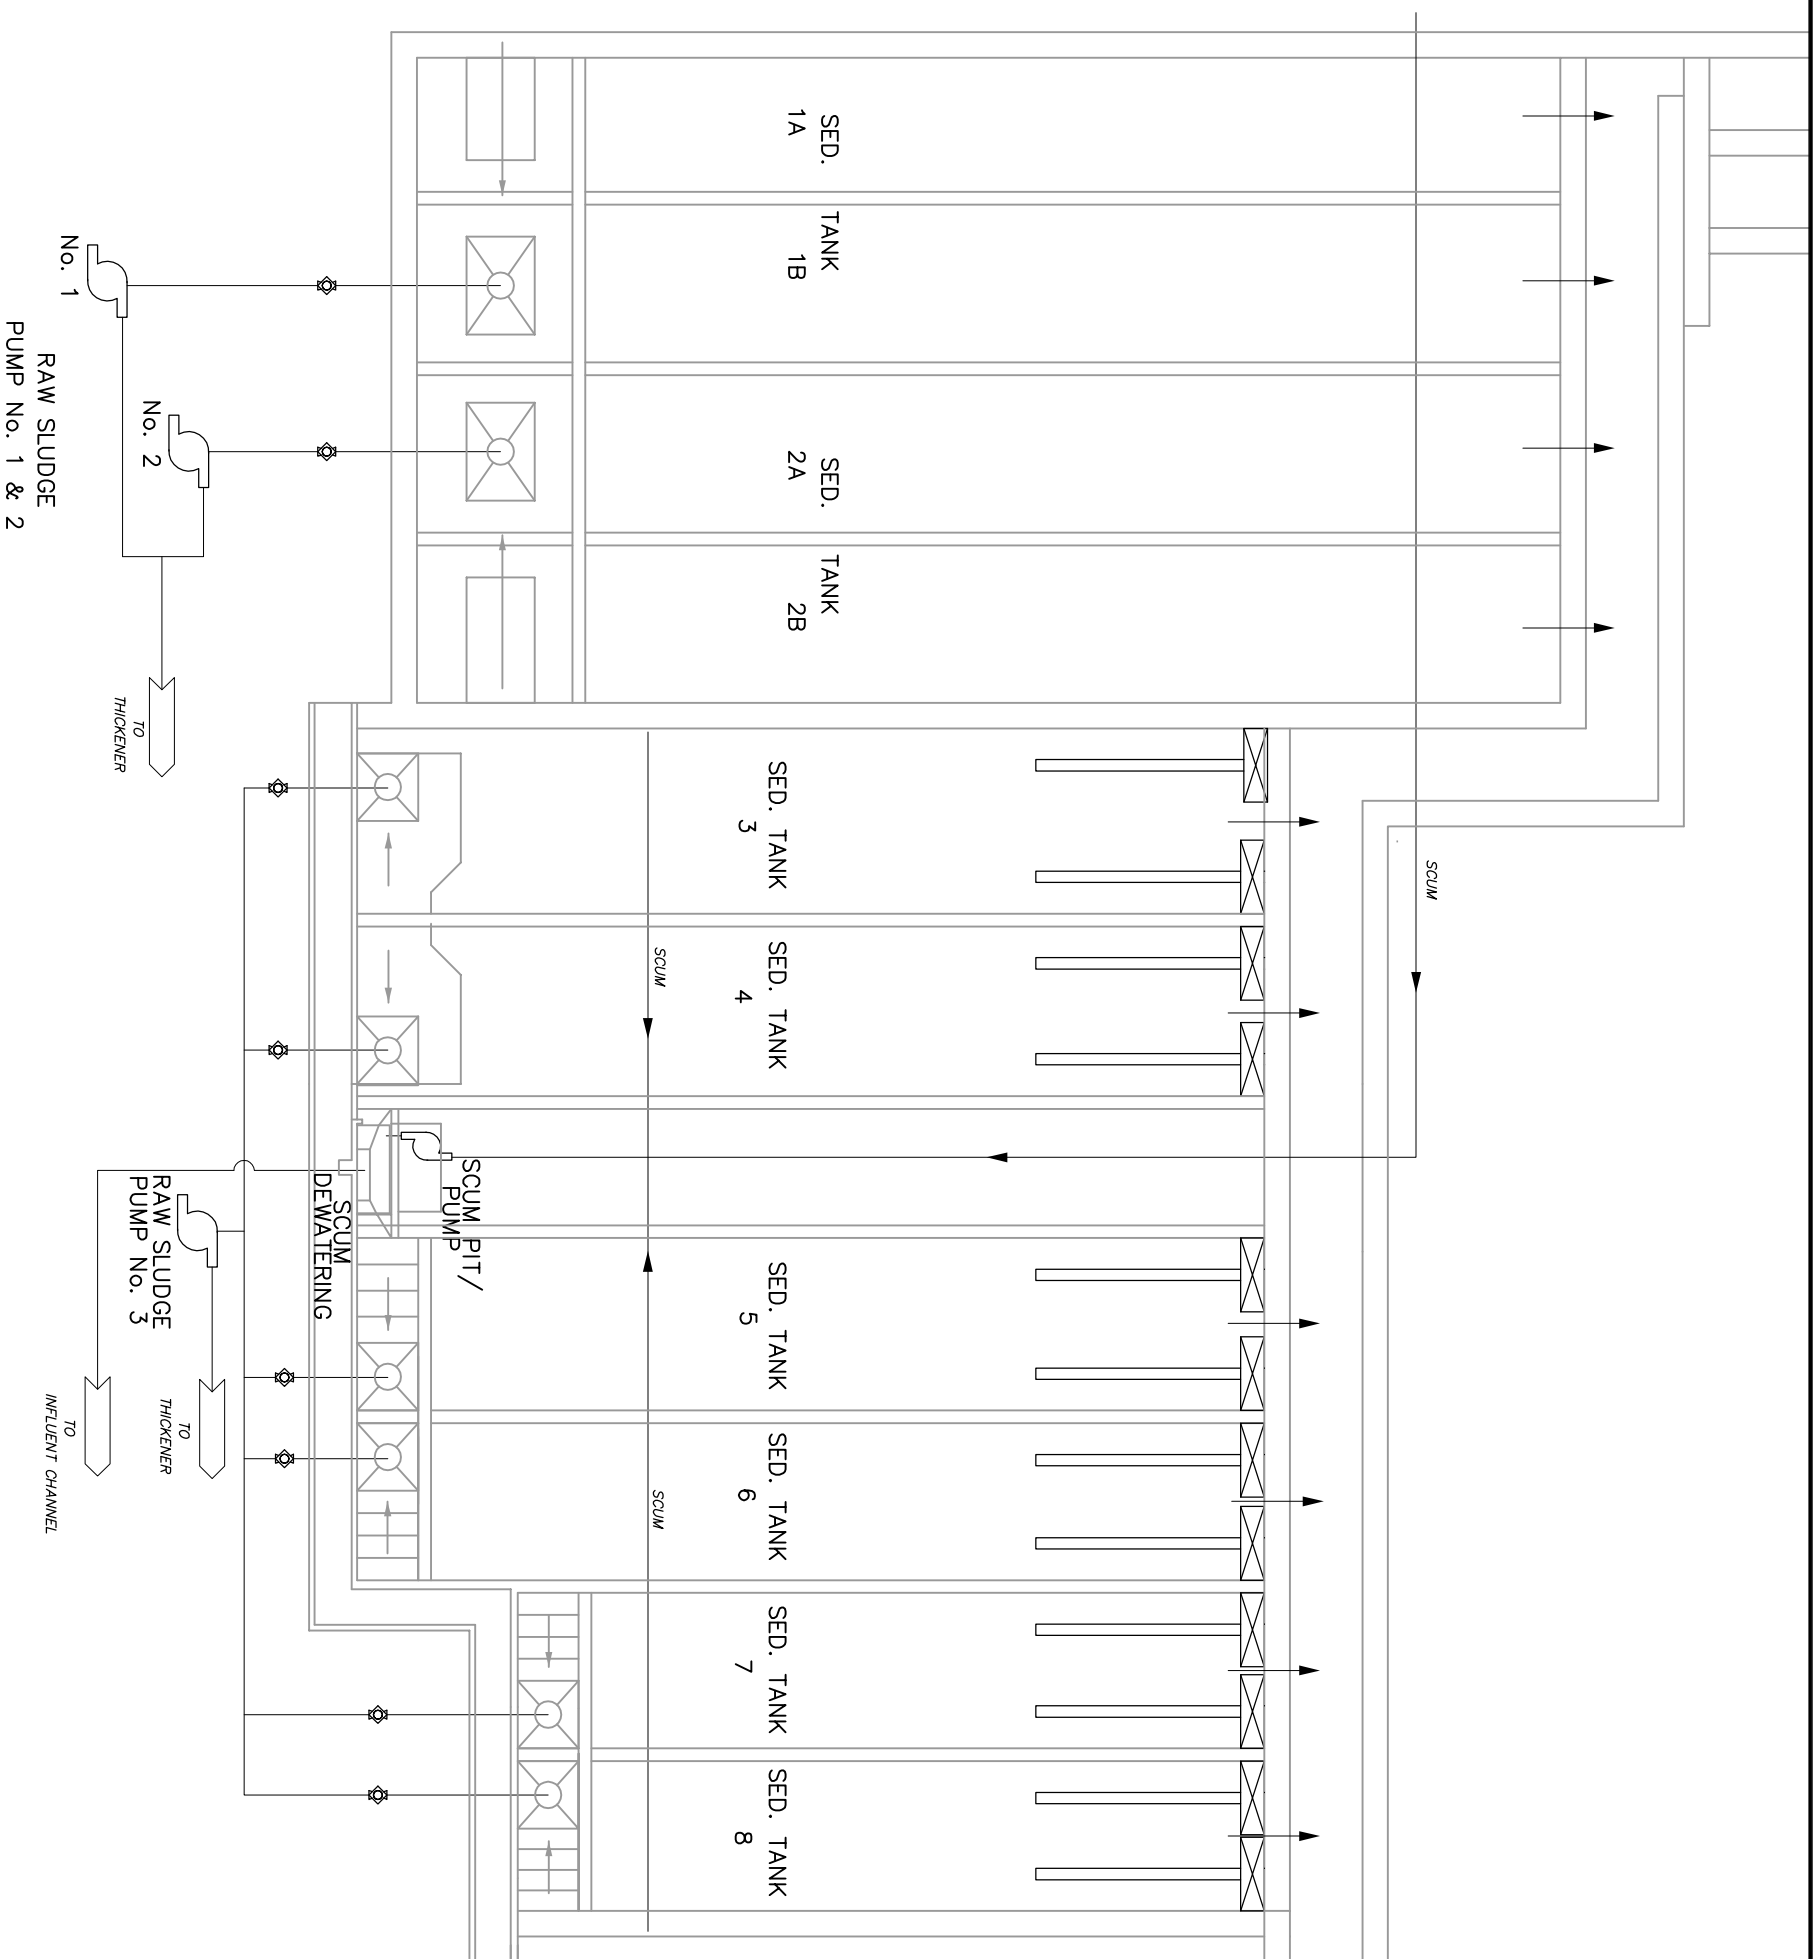 SED. TANK
1A 1B
SED. TANK
2A 2B
No. 1
No. 2
RAW SLUDGE
PUMP No. 1 & 2
TO
THICKENER
SCUM
SED. TANK
3
SCUM
SED. TANK
4
SCUM PIT/
PUMP
SCUM
DEWATERING
RAW SLUDGE
PUMP No. 3
SED. TANK
5
SCUM
SED. TANK
6
TO
THICKENER
TO
INFLUENT CHANNEL
SED. TANK
7
SED. TANK
8